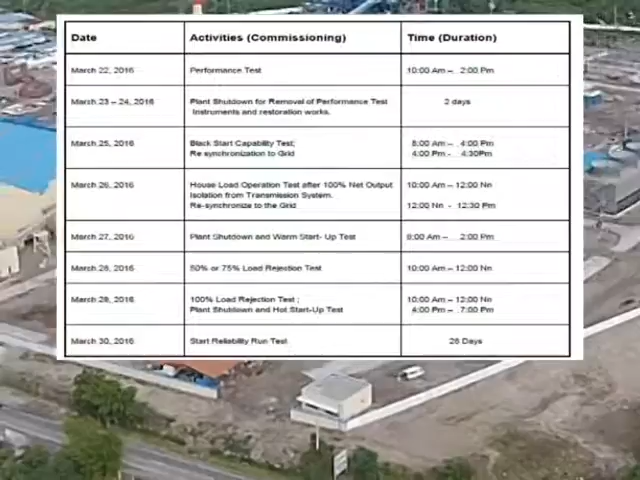 Date Activities (Commissioning) Time (Duration)
March 22, 2016 Performance Test 10:00 Am – 2:00 Pm
March 23 – 24, 2016 Plant Shutdown for Removal of Performance Test 2 days
Instruments and restoration works.
March 25, 2016 Black Start Capability Test; 8:00 Am – 4:00 Pm
Re synchronization to Grid 4:00 Pm - 4:30Pm
March 26, 2016 House Load Operation Test after 100% Net Output 10:00 Am – 12:00 Nn
Isolation from Transmission System.
Re-synchronize to the Grid 12:00 Nn - 12:30 Pm
March 27, 2016 Plant Shutdown and Warm Start- Up Test 8:00 Am – 2:00 Pm
March 28, 2016 50% or 75% Load Rejection Test 10:00 Am – 12:00 Nn
March 2016 100% Load Rejection Test ; 10:00 Am – 12:00 Nn
Plant Shutdown and Hot Start-Up Test 4:00 Pm – 7:00 Pm
March 30, 2016 Start Reliability Run Test 28 Days